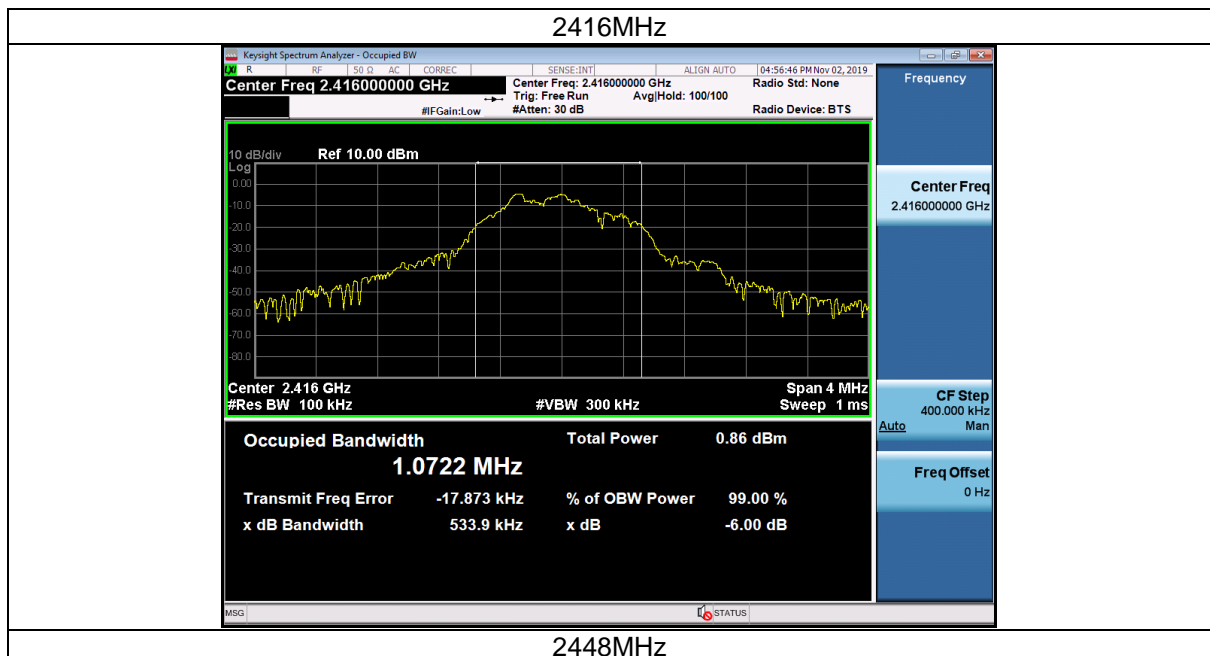 2416MHz
Keysight Spectrum Analyzer - Occupied BW
LXI R RF 50 Ω AC CORREC SENSE:INT ALIGN AUTO 04:56:46 PM Nov 02, 2019
Center Freq 2.416000000 GHz
Center Freq: 2.416000000 GHz Radio Std: None
Trig: Free Run Avg|Hold: 100/100
#IFGain:Low #Atten: 30 dB Radio Device: BTS
Frequency
10 dB/div Ref 10.00 dBm
Log
0.00
-10.0
-20.0
-30.0
-40.0
-50.0
-60.0
-70.0
-80.0
Center Freq
2.416000000 GHz
Center 2.416 GHz Span 4 MHz
#Res BW 100 kHz #VBW 300 kHz Sweep 1 ms
CF Step
400.000 kHz
Auto Man
Freq Offset
0 Hz
Occupied Bandwidth Total Power 0.86 dBm
1.0722 MHz
Transmit Freq Error -17.873 kHz % of OBW Power 99.00 %
x dB Bandwidth 533.9 kHz x dB -6.00 dB
MSG STATUS
2448MHz